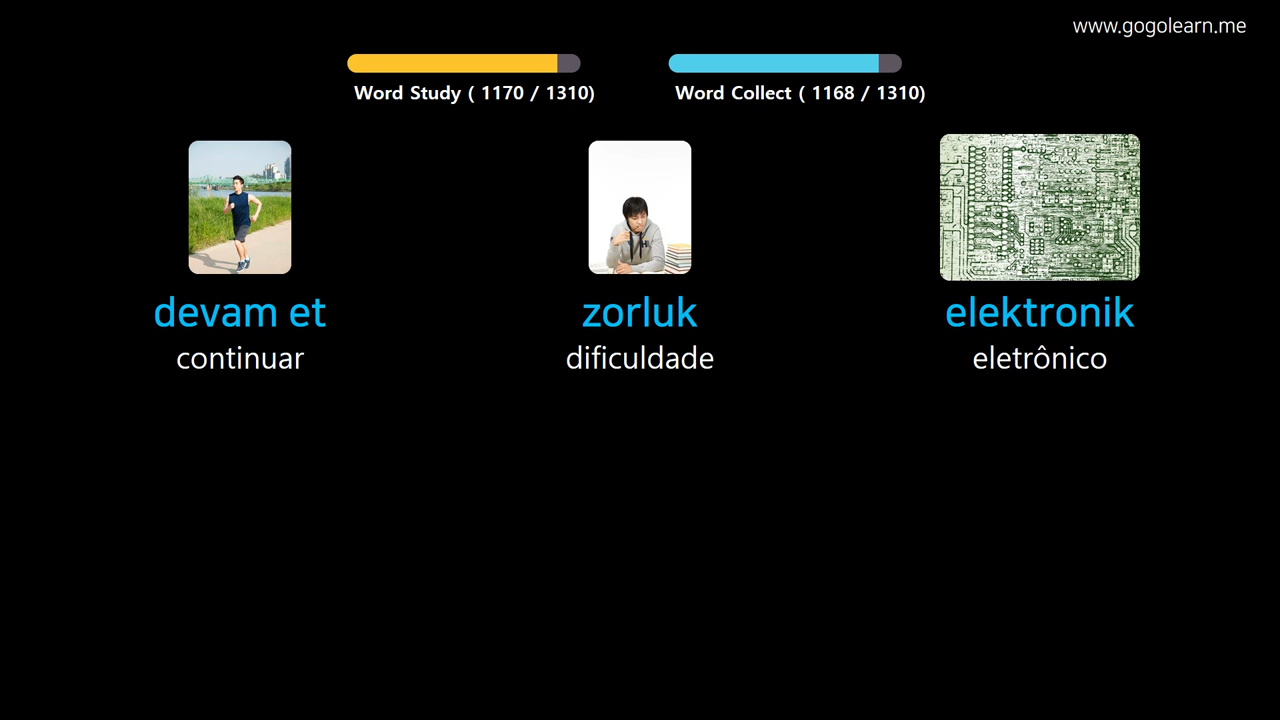 www.gogolearn.me
Word Study ( 1170 / 1310)
Word Collect ( 1168 / 1310)
devam et
continuar
zorluk
dificuldade
elektronik
eletrônico